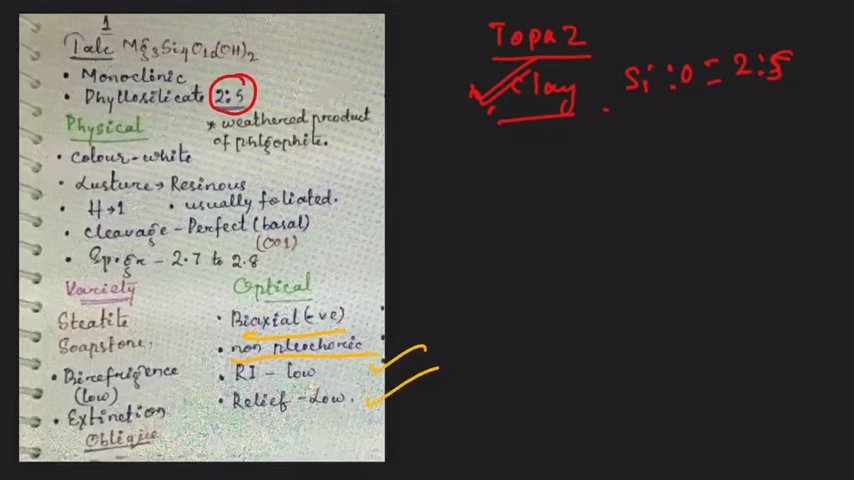 1
Talc Mg3Si4O10(OH)2
• Monoclinic
• Phyllosilicate 2:5
* weathered product
of phlogophite.
Physical
• colour - white
• Lusture → Resinous
• H → 1 • usually foliated.
• cleavage - Perfect (basal)
(001)
• Sp. gr - 2.7 to 2.8
Variety
Steatite
Soapstone.
• Birefrigence
(low)
• Extinction
Oblique
Optical
• Biaxial (-ve)
• non pleochoric
• RI - low
• Relief - Low.
Topaz
Clay
Si : O = 2:5